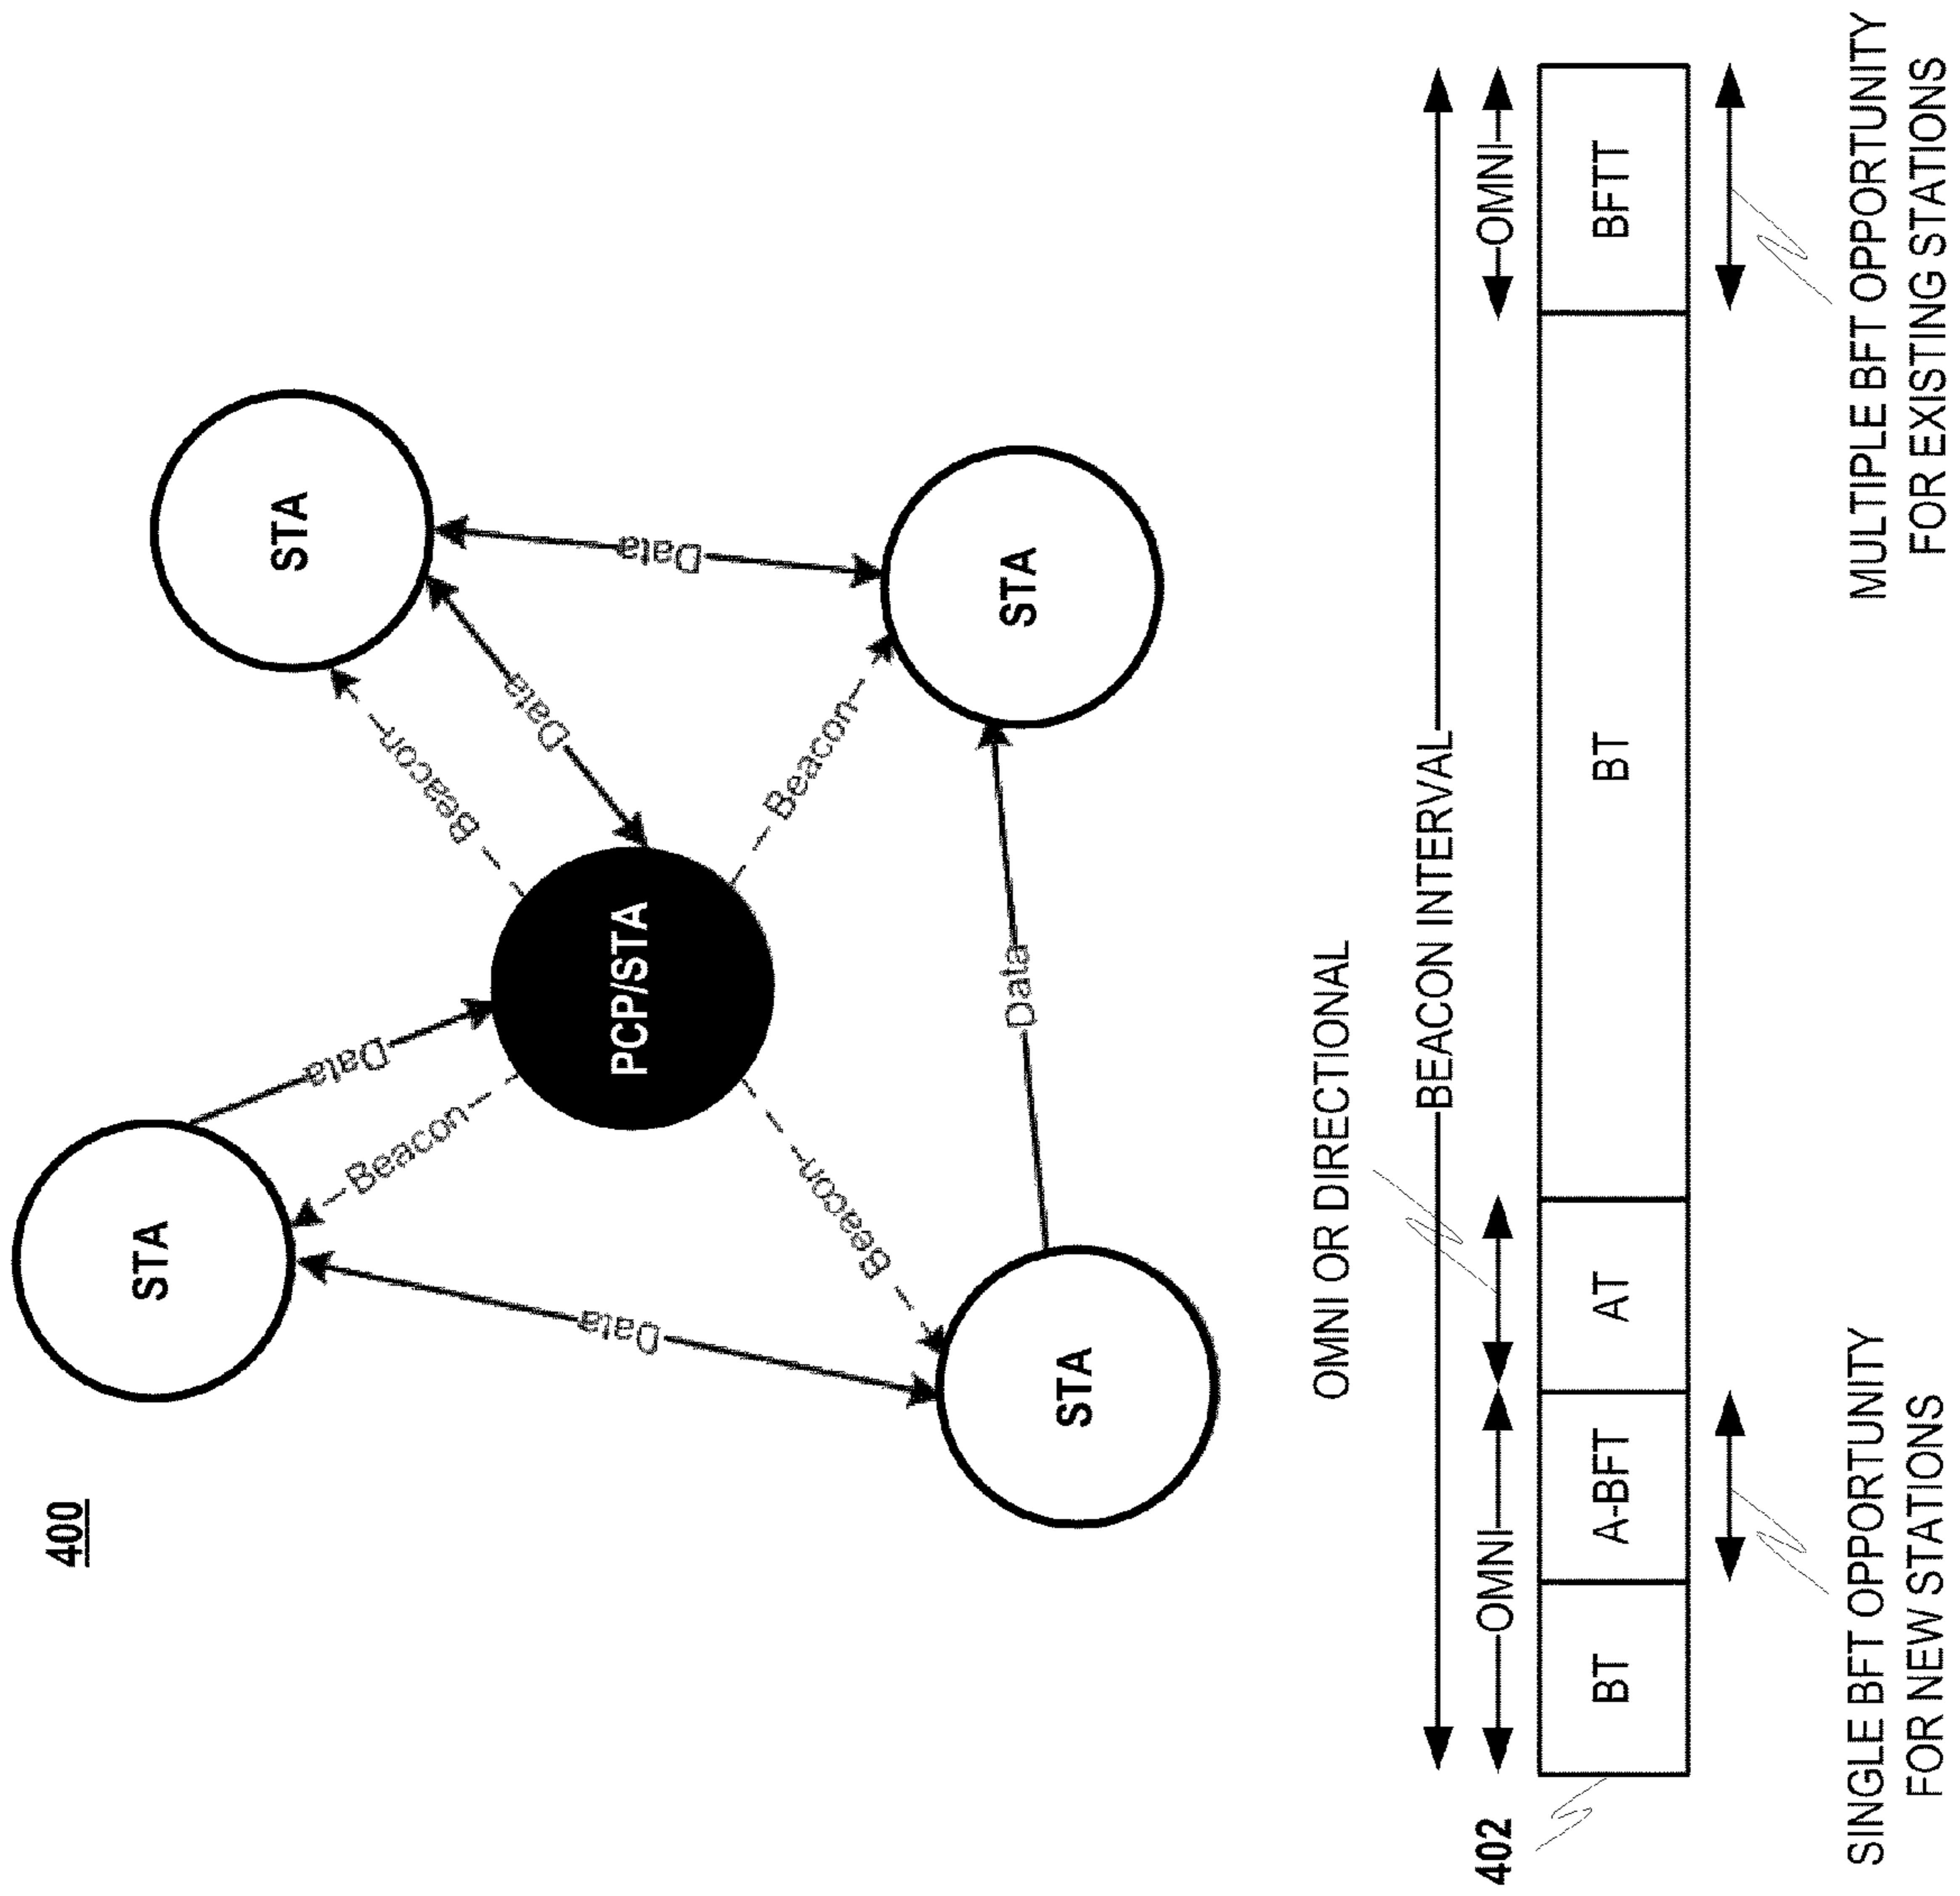 400
STA
STA
Data
Beacon
Beacon
Data
Data
PCP/STA
Data
Beacon
Beacon
Data
STA
STA
OMNI OR DIRECTIONAL
BEACON INTERVAL
402
OMNI
OMNI
BT
A-BFT
AT
BT
BFTT
SINGLE BFT OPPORTUNITY
FOR NEW STATIONS
MULTIPLE BFT OPPORTUNITY
FOR EXISTING STATIONS